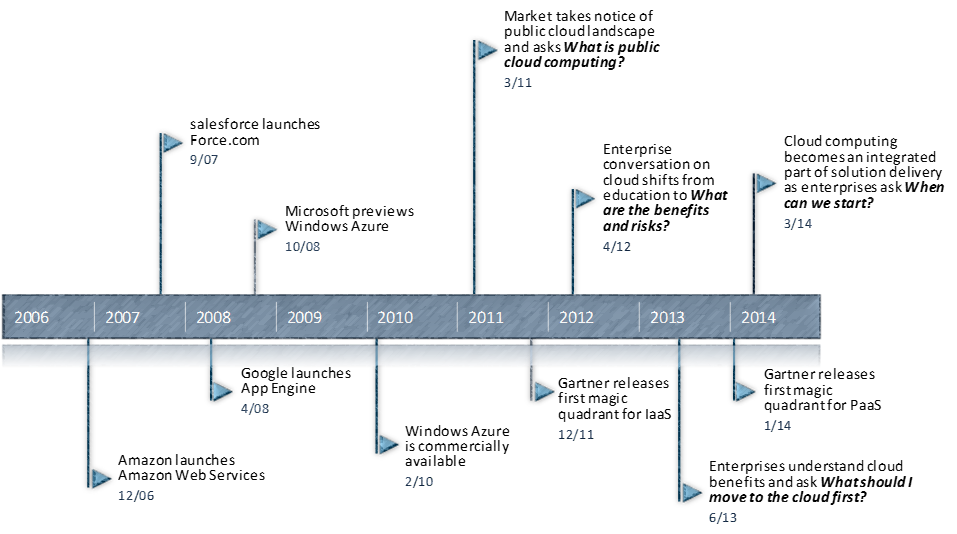 Market takes notice of
public cloud landscape
and asks What is public
cloud computing?
3/11
salesforce launches
Force.com
9/07
Cloud computing
becomes an integrated
part of solution delivery
as enterprises ask When
can we start?
3/14
Enterprise
conversation on
cloud shifts from
education to What
are the benefits
and risks?
4/12
Microsoft previews
Windows Azure
10/08
2006 2007 2008 2009 2010 2011 2012 2013 2014
Google launches
App Engine
4/08
Gartner releases
first magic
quadrant for IaaS
12/11
Gartner releases
first magic
quadrant for PaaS
1/14
Windows Azure
is commercially
available
2/10
Amazon launches
Amazon Web Services
12/06
Enterprises understand cloud
benefits and ask What should I
move to the cloud first?
6/13